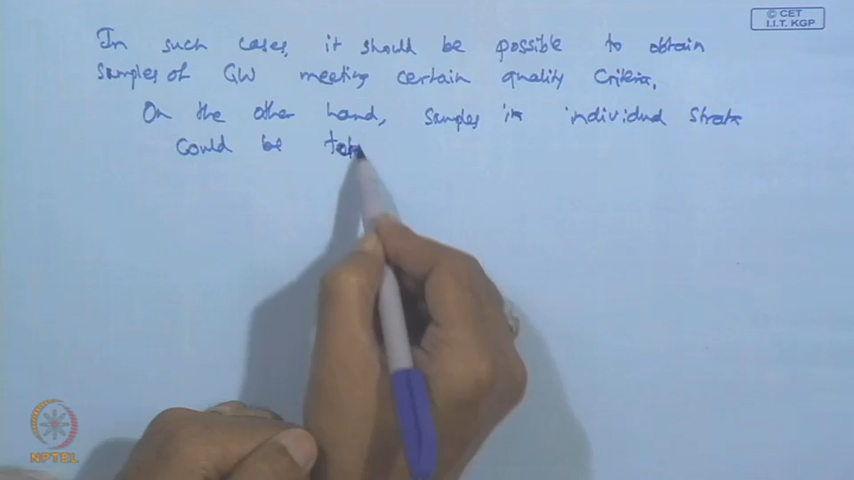 © CET
I.I.T. KGP
In such cases, it should be possible to obtain
samples of GW meeting certain quality criteria.
On the other hand, samples in individual strata
could be
NPTEL